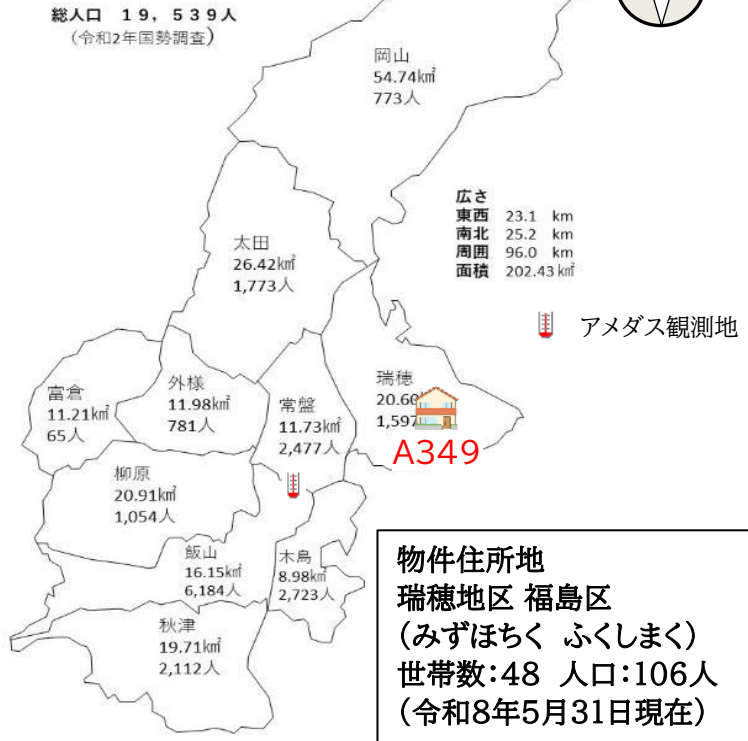 総人口 19,539人
(令和2年国勢調査)
岡山
54.74㎢
773人
広さ
東西 23.1 km
南北 25.2 km
周囲 96.0 km
面積 202.43㎢
アメダス観測地
太田
26.42㎢
1,773人
富倉
11.21㎢
65人
外様
11.98㎢
781人
常盤
11.73㎢
2,477人
瑞穂
20.60
1,597
A349
柳原
20.91㎢
1,054人
飯山
16.15㎢
6,184人
木島
8.98㎢
2,723人
秋津
19.71㎢
2,112人
物件住所地
瑞穂地区 福島区
(みずほちく ふくしまく)
世帯数:48 人口:106人
(令和8年5月31日現在)